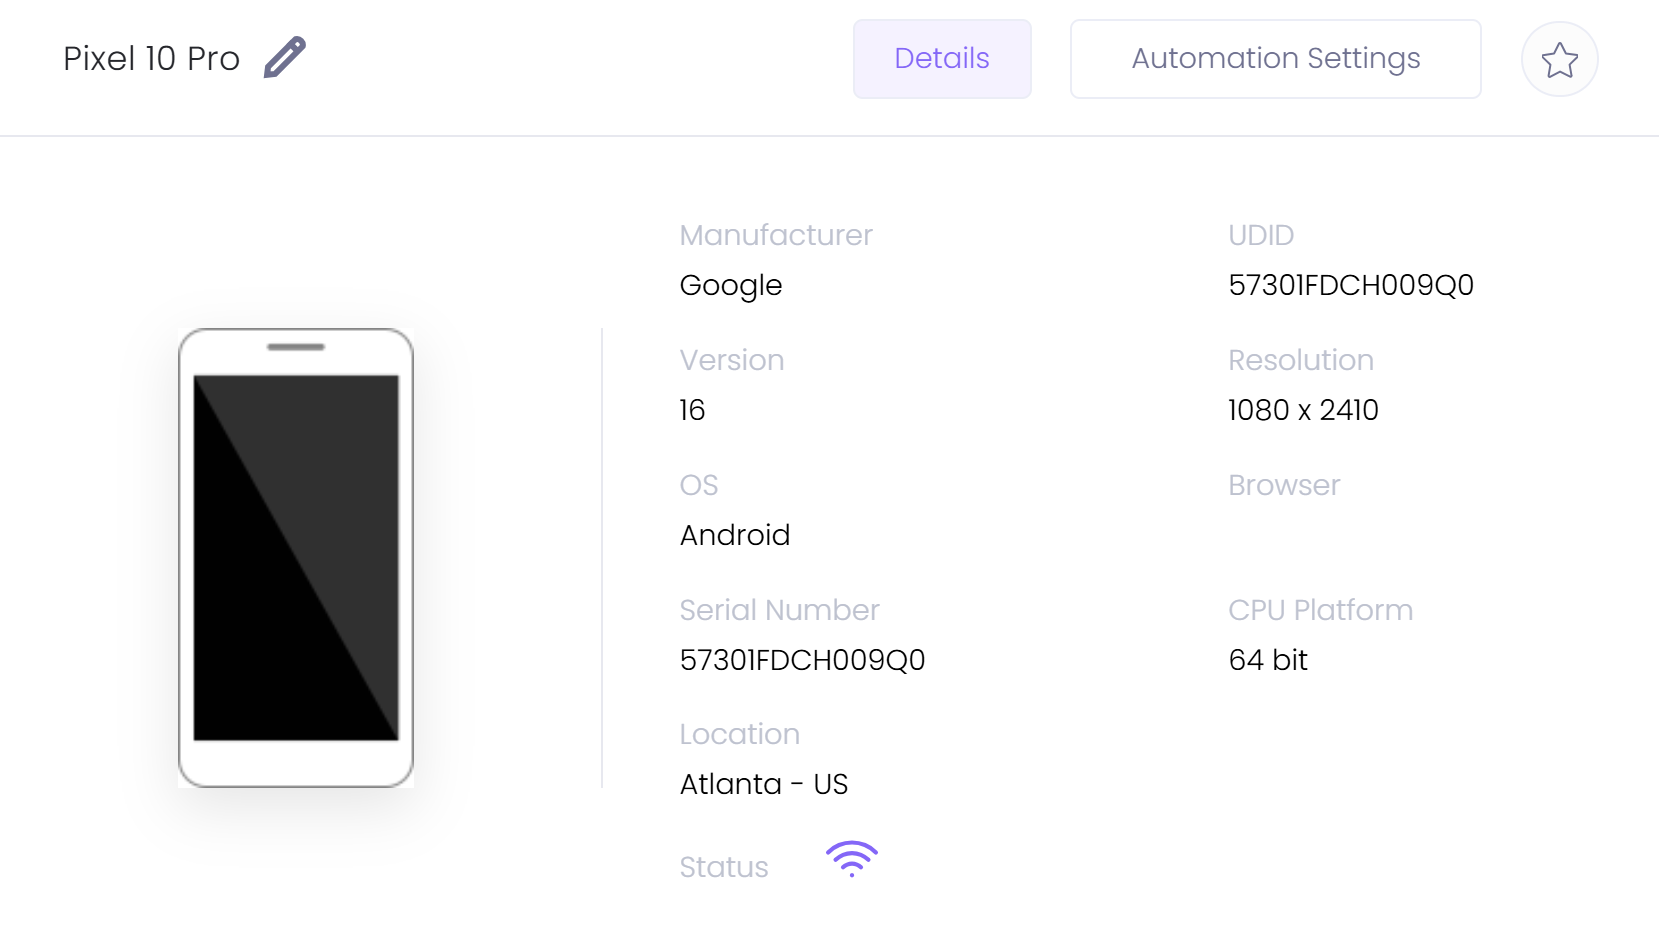 Pixel 10 Pro
Details
Automation Settings
Manufacturer
Google
UDID
57301FDCH009Q0
Version
16
Resolution
1080 x 2410
OS
Android
Browser
Serial Number
57301FDCH009Q0
CPU Platform
64 bit
Location
Atlanta - US
Status